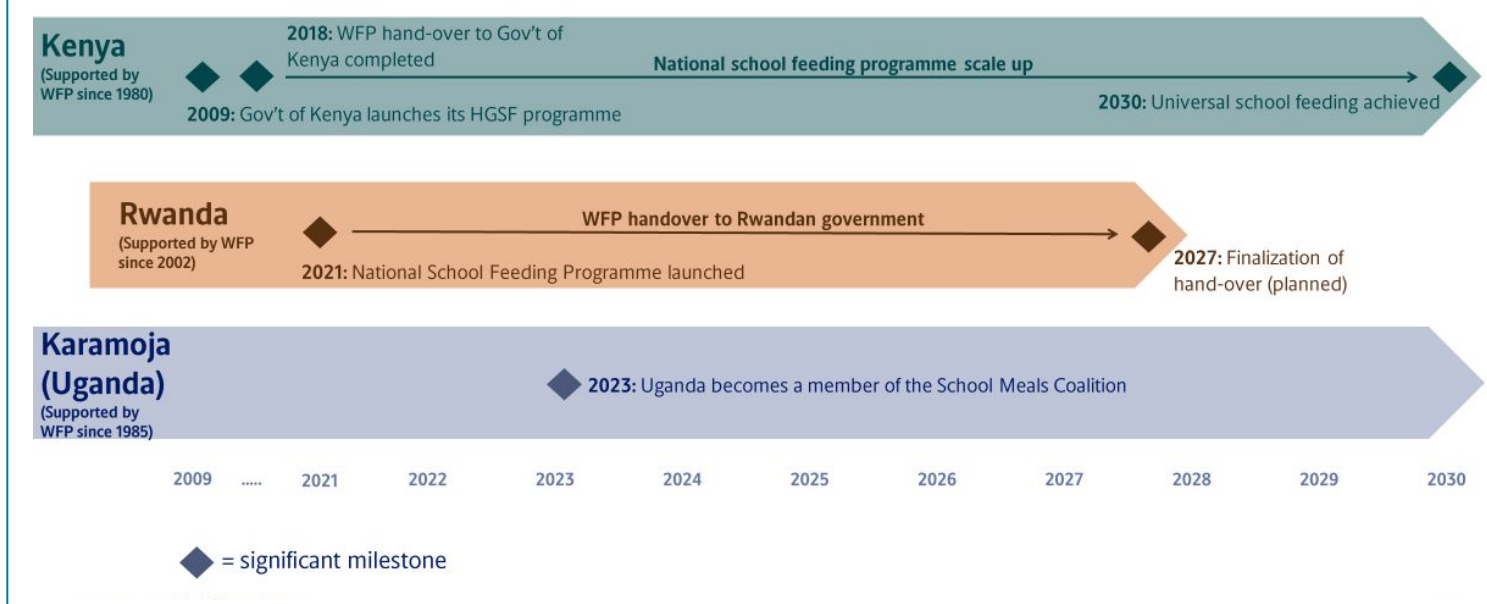 Kenya
(Supported by
WFP since 1980)
2018: WFP hand-over to Gov't of
Kenya completed
National school feeding programme scale up
2009: Gov't of Kenya launches its HGSF programme
2030: Universal school feeding achieved
Rwanda
(Supported by WFP
since 2002)
WFP handover to Rwandan government
2021: National School Feeding Programme launched
2027: Finalization of
hand-over (planned)
Karamoja
(Uganda)
(Supported by
WFP since 1985)
2023: Uganda becomes a member of the School Meals Coalition
2009 ..... 2021 2022 2023 2024 2025 2026 2027 2028 2029 2030
= significant milestone